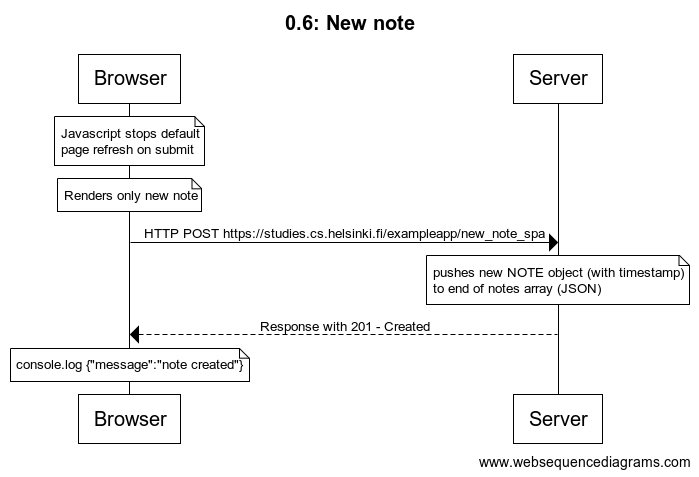 0.6: New note
Browser
Server
Javascript stops default
page refresh on submit
Renders only new note
HTTP POST https://studies.cs.helsinki.fi/exampleapp/new_note_spa
pushes new NOTE object (with timestamp)
to end of notes array (JSON)
Response with 201 - Created
console.log {"message":"note created"}
Browser
Server
www.websequencediagrams.com